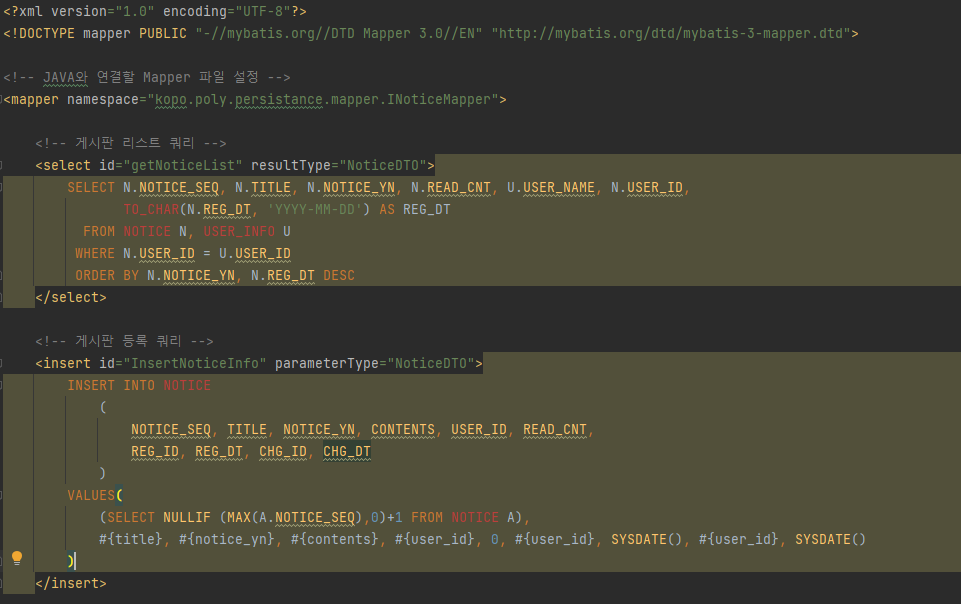 <?xml version="1.0" encoding="UTF-8"?>
<!DOCTYPE mapper PUBLIC "-//mybatis.org//DTD Mapper 3.0//EN" "http://mybatis.org/dtd/mybatis-3-mapper.dtd">
<!-- JAVA와 연결할 Mapper 파일 설정 -->
<mapper namespace="kopo.poly.persistance.mapper.INoticeMapper">
<!-- 게시판 리스트 쿼리 -->
<select id="getNoticeList" resultType="NoticeDTO">
SELECT N.NOTICE_SEQ, N.TITLE, N.NOTICE_YN, N.READ_CNT, U.USER_NAME, N.USER_ID,
TO_CHAR(N.REG_DT, 'YYYY-MM-DD') AS REG_DT
FROM NOTICE N, USER_INFO U
WHERE N.USER_ID = U.USER_ID
ORDER BY N.NOTICE_YN, N.REG_DT DESC
</select>
<!-- 게시판 등록 쿼리 -->
<insert id="InsertNoticeInfo" parameterType="NoticeDTO">
INSERT INTO NOTICE
(
NOTICE_SEQ, TITLE, NOTICE_YN, CONTENTS, USER_ID, READ_CNT,
REG_ID, REG_DT, CHG_ID, CHG_DT
)
VALUES(
(SELECT NULLIF (MAX(A.NOTICE_SEQ),0)+1 FROM NOTICE A),
#{title}, #{notice_yn}, #{contents}, #{user_id}, 0, #{user_id}, SYSDATE(), #{user_id}, SYSDATE()
)
</insert>